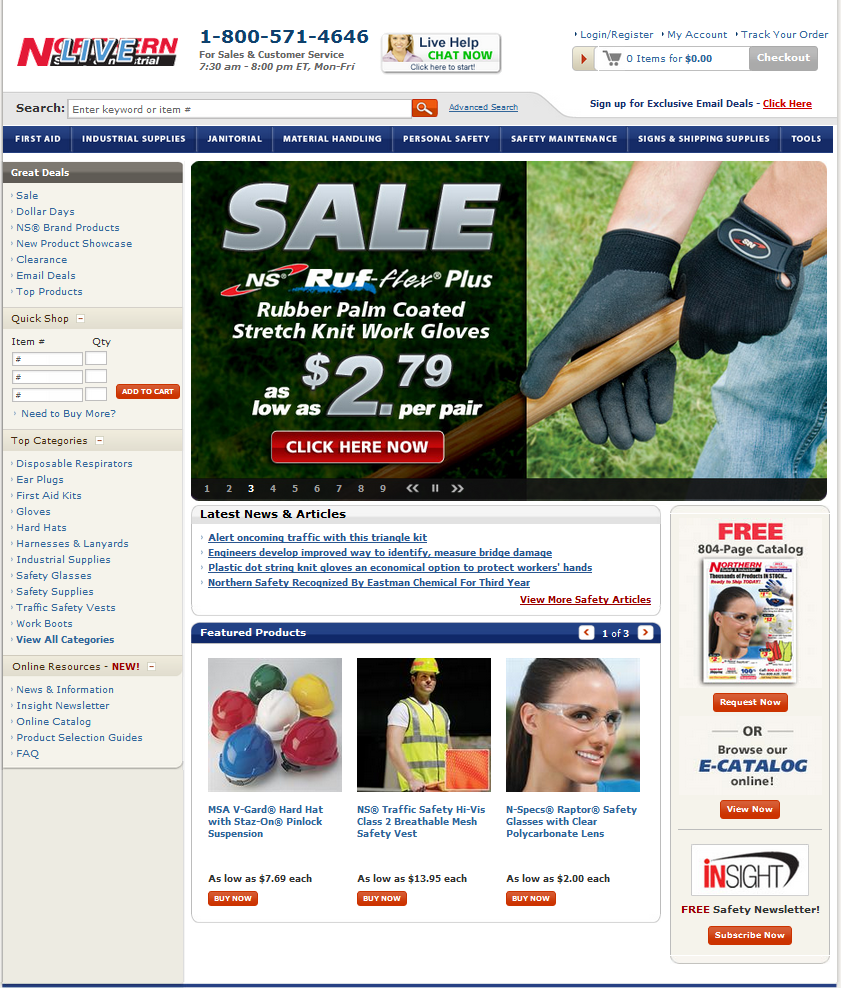 NORTHERN
LIVE
1-800-571-4646
For Sales & Customer Service
7:30 am - 8:00 pm ET, Mon-Fri
Live Help
CHAT NOW
Click here to start!
Login/Register
My Account
Track Your Order
0 Items for $0.00
Checkout
Search:
Enter keyword or item #
Advanced Search
Sign up for Exclusive Email Deals - Click Here
FIRST AID
INDUSTRIAL SUPPLIES
JANITORIAL
MATERIAL HANDLING
PERSONAL SAFETY
SAFETY MAINTENANCE
SIGNS & SHIPPING SUPPLIES
TOOLS
Great Deals
Sale
Dollar Days
NS® Brand Products
New Product Showcase
Clearance
Email Deals
Top Products
Quick Shop
Item #
Qty
#
#
#
ADD TO CART
Need to Buy More?
Top Categories
Disposable Respirators
Ear Plugs
First Aid Kits
Gloves
Hard Hats
Harnesses & Lanyards
Industrial Supplies
Safety Glasses
Safety Supplies
Traffic Safety Vests
Work Boots
View All Categories
Online Resources - NEW!
News & Information
Insight Newsletter
Online Catalog
Product Selection Guides
FAQ
SALE
NS® Ruf-flex® Plus
Rubber Palm Coated
Stretch Knit Work Gloves
as
low as $2.79 per pair
CLICK HERE NOW
NS
1 2 3 4 5 6 7 8 9
Latest News & Articles
Alert oncoming traffic with this triangle kit
Engineers develop improved way to identify, measure bridge damage
Plastic dot string knit gloves an economical option to protect workers' hands
Northern Safety Recognized By Eastman Chemical For Third Year
View More Safety Articles
Featured Products
1 of 3
MSA V-Gard® Hard Hat
with Staz-On® Pinlock
Suspension
As low as $7.69 each
BUY NOW
NS® Traffic Safety Hi-Vis
Class 2 Breathable Mesh
Safety Vest
As low as $13.95 each
BUY NOW
N-Specs® Raptor® Safety
Glasses with Clear
Polycarbonate Lens
As low as $2.00 each
BUY NOW
FREE
804-Page Catalog
NORTHERN
Thousands of Products IN STOCK...
Ready to Ship TODAY!
Request Now
OR
Browse our
E-CATALOG
online!
View Now
iNSIGHT
FREE Safety Newsletter!
Subscribe Now